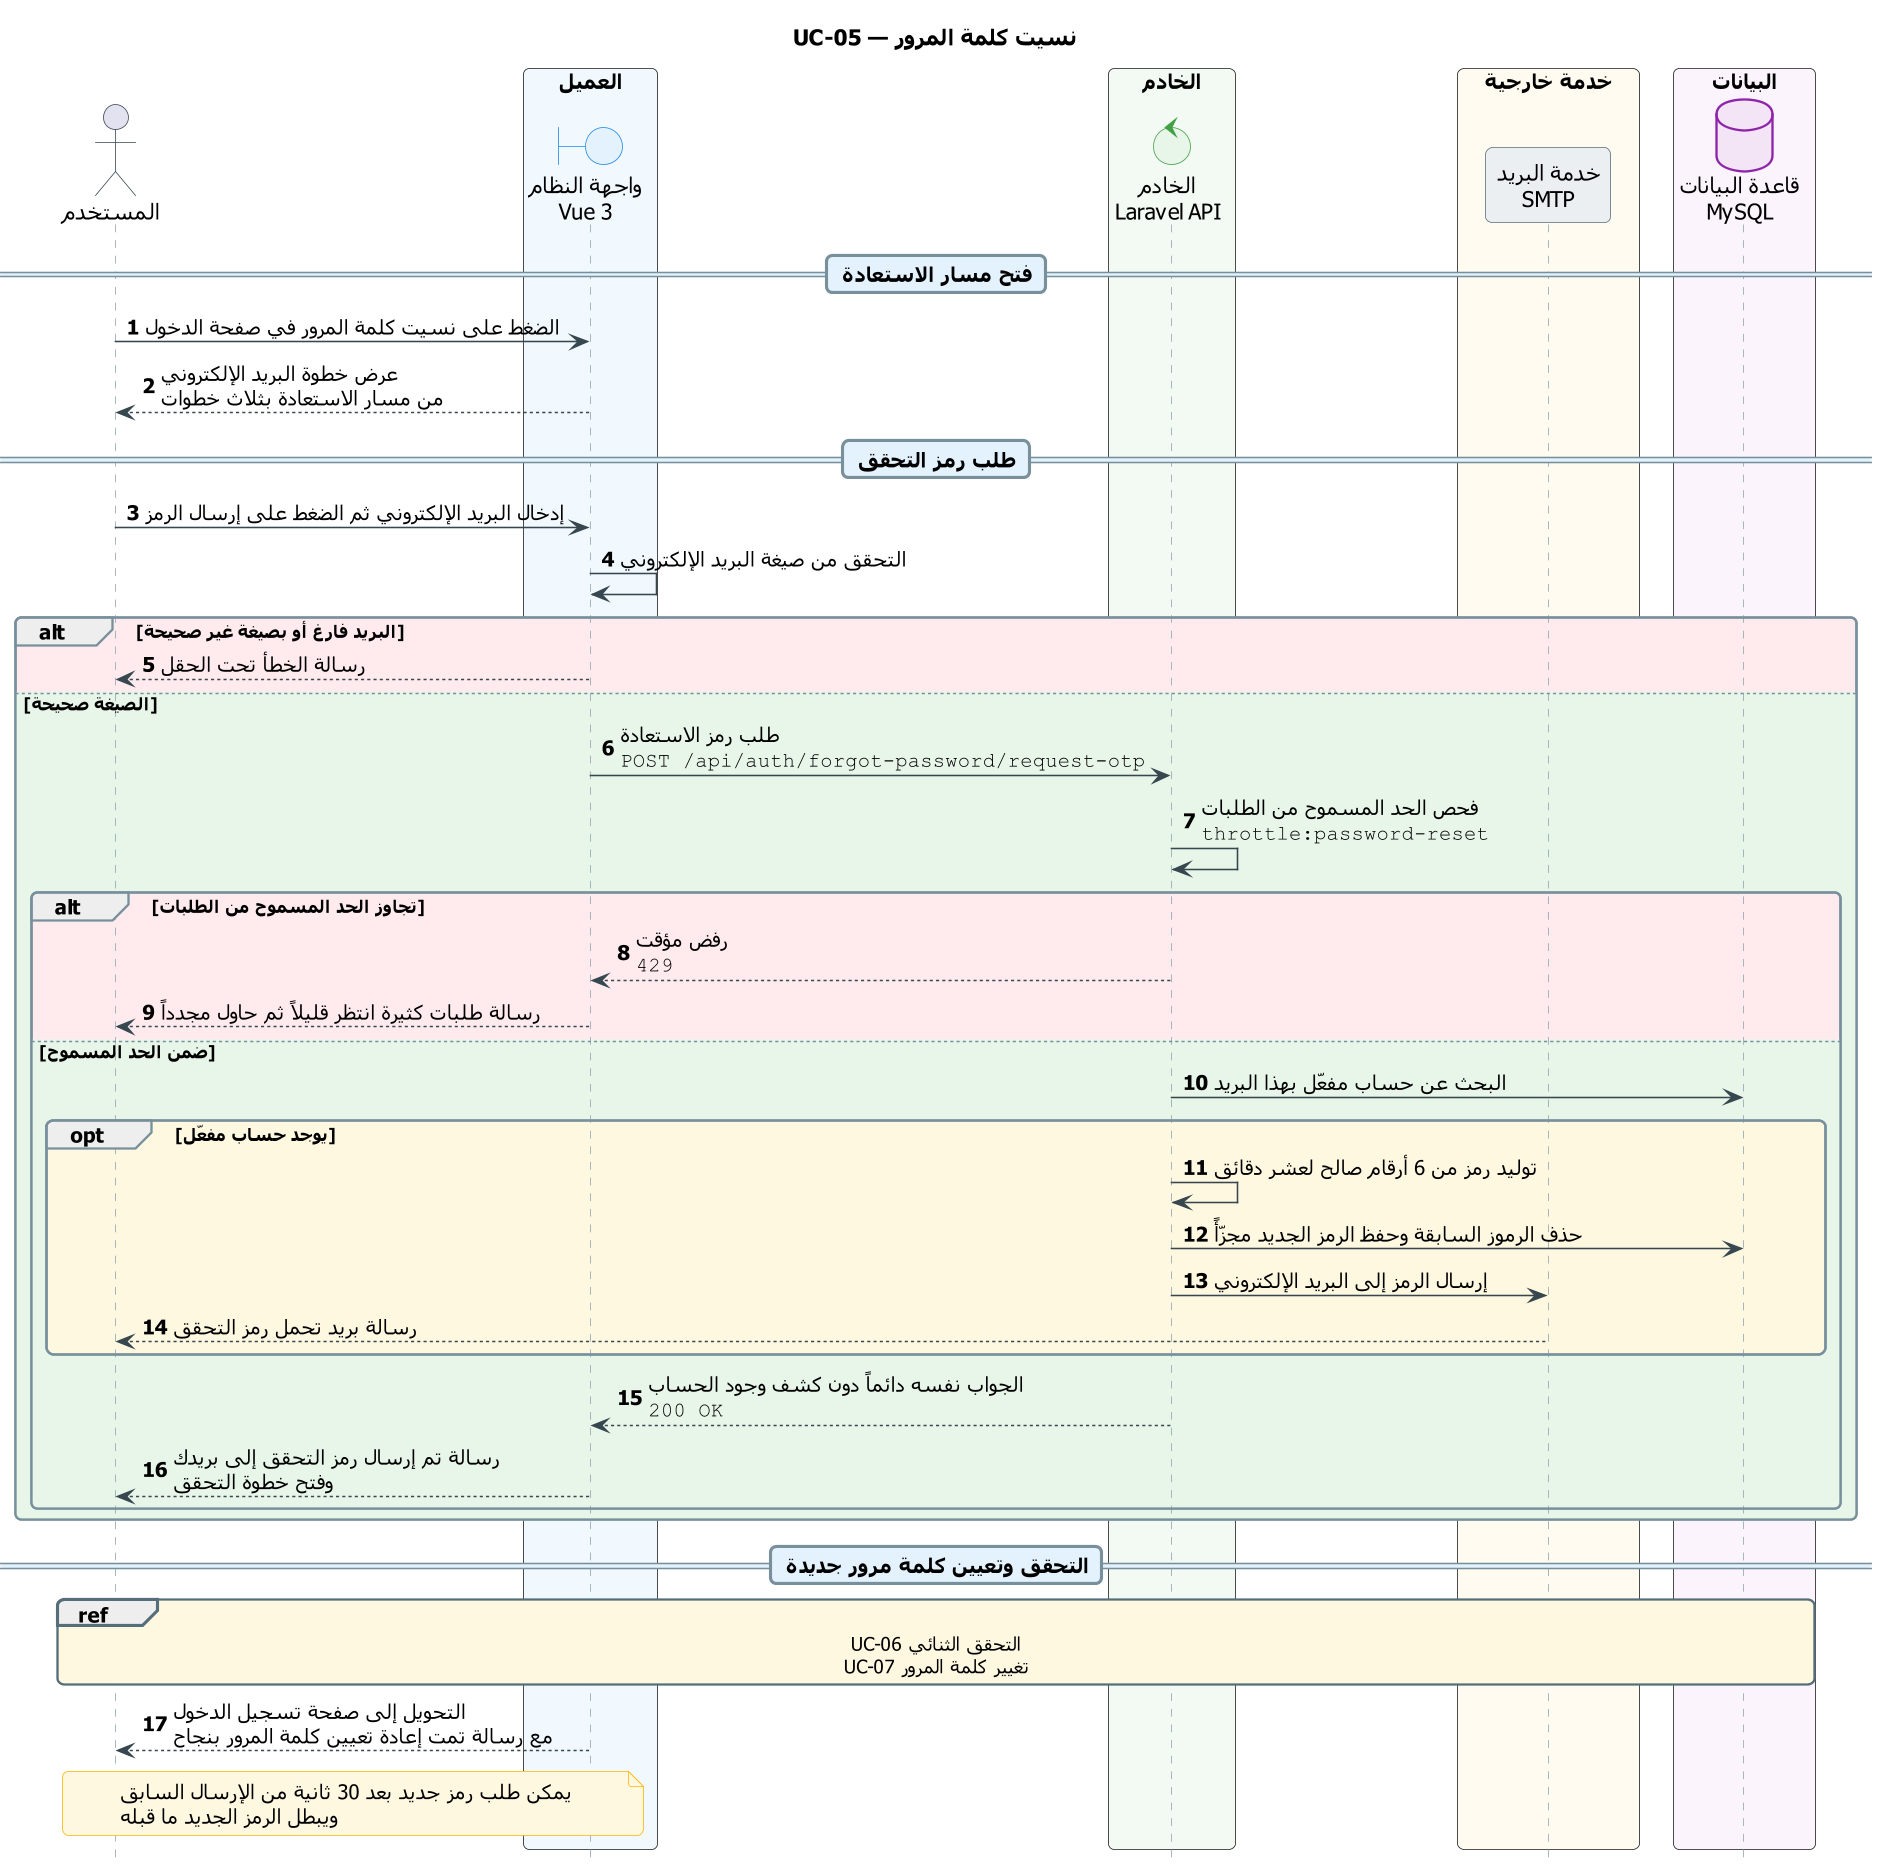 نسيت كلمة المرور — UC-05
العميل
الخادم
خدمة خارجية
البيانات
المستخدم
واجهة النظام
Vue 3
الخادم
Laravel API
خدمة البريد
SMTP
قاعدة البيانات
MySQL
فتح مسار الاستعادة
1 الضغط على نسيت كلمة المرور في صفحة الدخول
2 عرض خطوة البريد الإلكتروني
من مسار الاستعادة بثلاث خطوات
طلب رمز التحقق
3 إدخال البريد الإلكتروني ثم الضغط على إرسال الرمز
4 التحقق من صيغة البريد الإلكتروني
alt [البريد فارغ أو بصيغة غير صحيحة]
5 رسالة الخطأ تحت الحقل
[الصيغة صحيحة]
6 طلب رمز الاستعادة
POST /api/auth/forgot-password/request-otp
7 فحص الحد المسموح من الطلبات
throttle:password-reset
alt [تجاوز الحد المسموح من الطلبات]
8 رفض مؤقت
429
9 رسالة طلبات كثيرة انتظر قليلاً ثم حاول مجدداً
[ضمن الحد المسموح]
10 البحث عن حساب مفعّل بهذا البريد
opt [يوجد حساب مفعّل]
11 توليد رمز من 6 أرقام صالح لعشر دقائق
12 حذف الرموز السابقة وحفظ الرمز الجديد مجزّأً
13 إرسال الرمز إلى البريد الإلكتروني
14 رسالة بريد تحمل رمز التحقق
15 الجواب نفسه دائماً دون كشف وجود الحساب
200 OK
16 رسالة تم إرسال رمز التحقق إلى بريدك
وفتح خطوة التحقق
التحقق وتعيين كلمة مرور جديدة
ref
التحقق الثنائي UC-06
تغيير كلمة المرور UC-07
17 التحويل إلى صفحة تسجيل الدخول
مع رسالة تمت إعادة تعيين كلمة المرور بنجاح
يمكن طلب رمز جديد بعد 30 ثانية من الإرسال السابق
ويبطل الرمز الجديد ما قبله